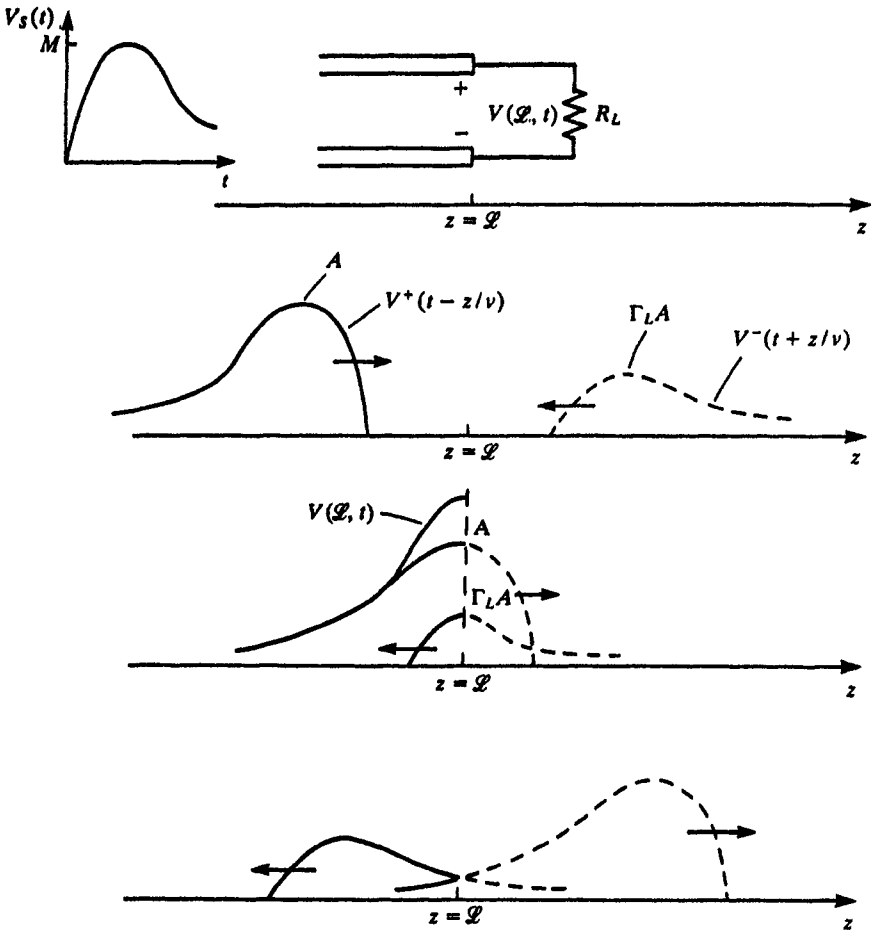 V_S(t)
M
t
+
V(ℒ, t)
−
R_L
z = ℒ
z
A
V⁺(t − z/v)
Γ_L A
V⁻(t + z/v)
z = ℒ
z
V(ℒ, t)
A
Γ_L A
z = ℒ
z
z = ℒ
z